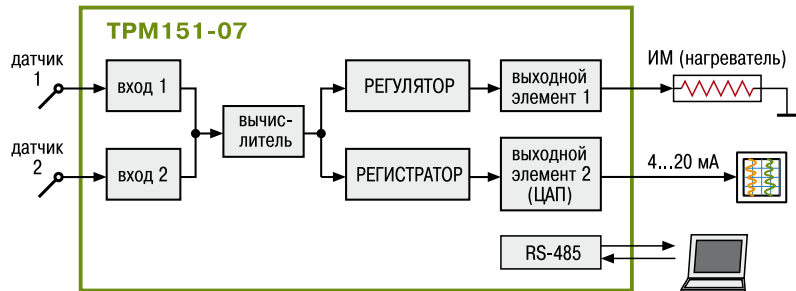 ТРМ151-07
датчик
1
вход 1
датчик
2
вход 2
вычис-
литель
РЕГУЛЯТОР
РЕГИСТРАТОР
выходной
элемент 1
выходной
элемент 2
(ЦАП)
RS-485
ИМ (нагреватель)
4...20 мА